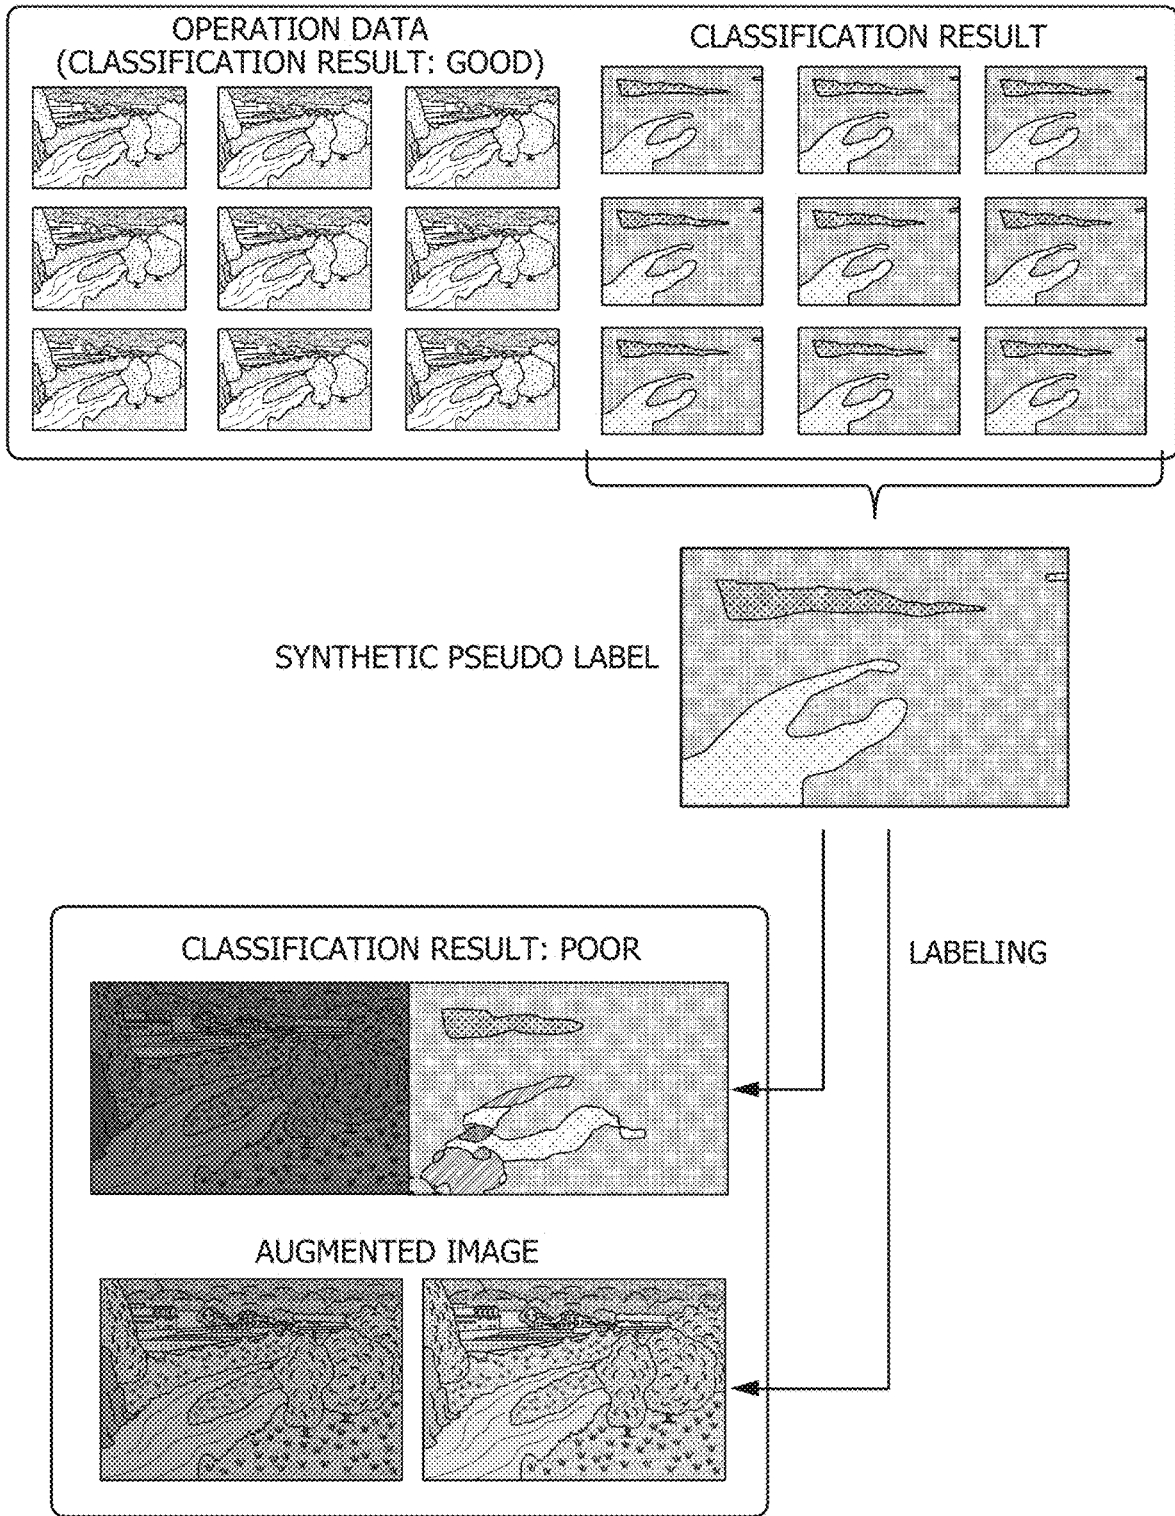 OPERATION DATA
(CLASSIFICATION RESULT: GOOD)
CLASSIFICATION RESULT
SYNTHETIC PSEUDO LABEL
CLASSIFICATION RESULT: POOR
LABELING
AUGMENTED IMAGE